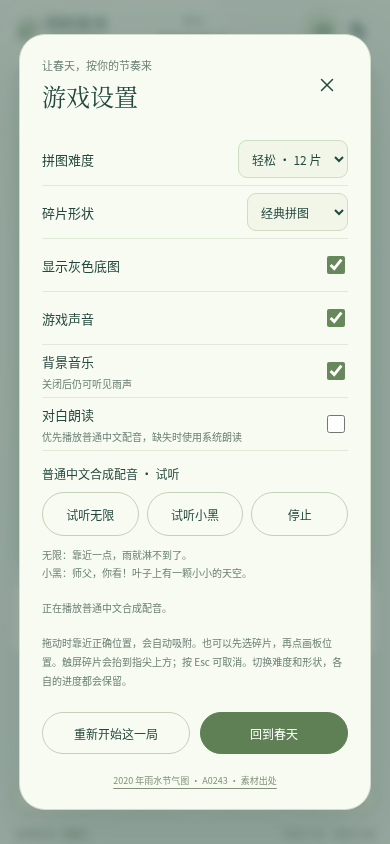 让春天，按你的节奏来
游戏设置
拼图难度
轻松 · 12 片
碎片形状
经典拼图
显示灰色底图
游戏声音
背景音乐
关闭后仍可听见雨声
对白朗读
优先播放普通中文配音，缺失时使用系统朗读
普通中文合成配音 · 试听
试听无限
试听小黑
停止
无限：靠近一点，雨就淋不到了。
小黑：师父，你看！叶子上有一颗小小的天空。
正在播放普通中文合成配音。
拖动时靠近正确位置，会自动吸附。也可以先选碎片，再点画板位
置。触屏碎片会抬到指尖上方；按 Esc 可取消。切换难度和形状，各
自的进度都会保留。
重新开始这一局
回到春天
2020 年雨水节气图 · A0243 · 素材出处